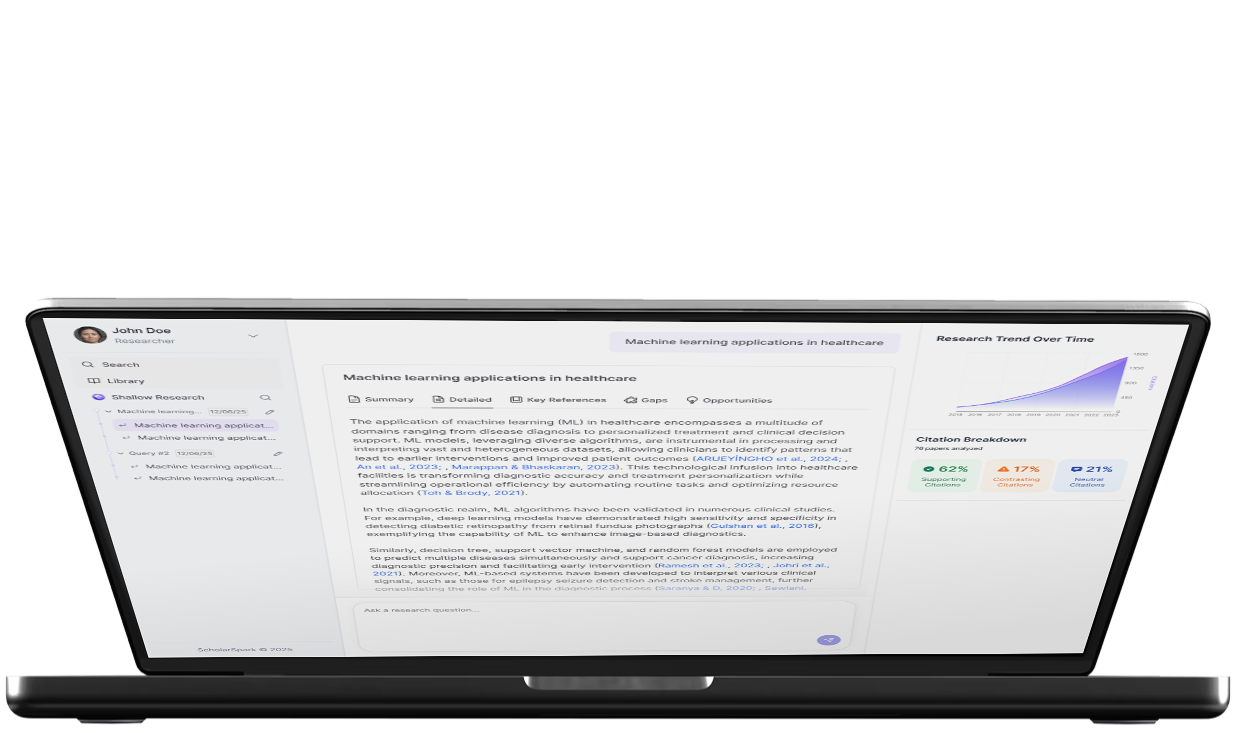 John Doe
Researcher
Search
Library
Shallow Research
Machine learning... 12/06/25
Machine learning applicat...
Machine learning applicat...
Query #2 12/06/25
Machine learning applicat...
Machine learning applicat...
ScholarSpark © 2025
Machine learning applications in healthcare
Machine learning applications in healthcare
Summary Detailed Key References Gaps Opportunities
The application of machine learning (ML) in healthcare encompasses a multitude of
domains ranging from disease diagnosis to personalized treatment and clinical decision
support. ML models, leveraging diverse algorithms, are instrumental in processing and
interpreting vast and heterogeneous datasets, allowing clinicians to identify patterns that
lead to earlier interventions and improved patient outcomes (ARUEYINGHO et al., 2024; ,
An et al., 2023; , Marappan & Bhaskaran, 2023). This technological infusion into healthcare
facilities is transforming diagnostic accuracy and treatment personalization while
streamlining operational efficiency by automating routine tasks and optimizing resource
allocation (Toh & Brody, 2021).
In the diagnostic realm, ML algorithms have been validated in numerous clinical studies.
For example, deep learning models have demonstrated high sensitivity and specificity in
detecting diabetic retinopathy from retinal fundus photographs (Gulshan et al., 2016),
exemplifying the capability of ML to enhance image-based diagnostics.
Similarly, decision tree, support vector machine, and random forest models are employed
to predict multiple diseases simultaneously and support cancer diagnosis, increasing
diagnostic precision and facilitating early intervention (Ramesh et al., 2023; , Johri et al.,
2021). Moreover, ML-based systems have been developed to interpret various clinical
signals, such as those for epilepsy seizure detection and stroke management, further
consolidating the role of ML in the diagnostic process (Saranya & D, 2020; , Sawlani,
Ask a research question...
Research Trend Over Time
1800
1350
900
450
0
2015 2016 2017 2018 2019 2020 2021 2022 2023
Citation Breakdown
76 papers analyzed
62% 17% 21%
Supporting Citations
Contrasting Citations
Neutral Citations